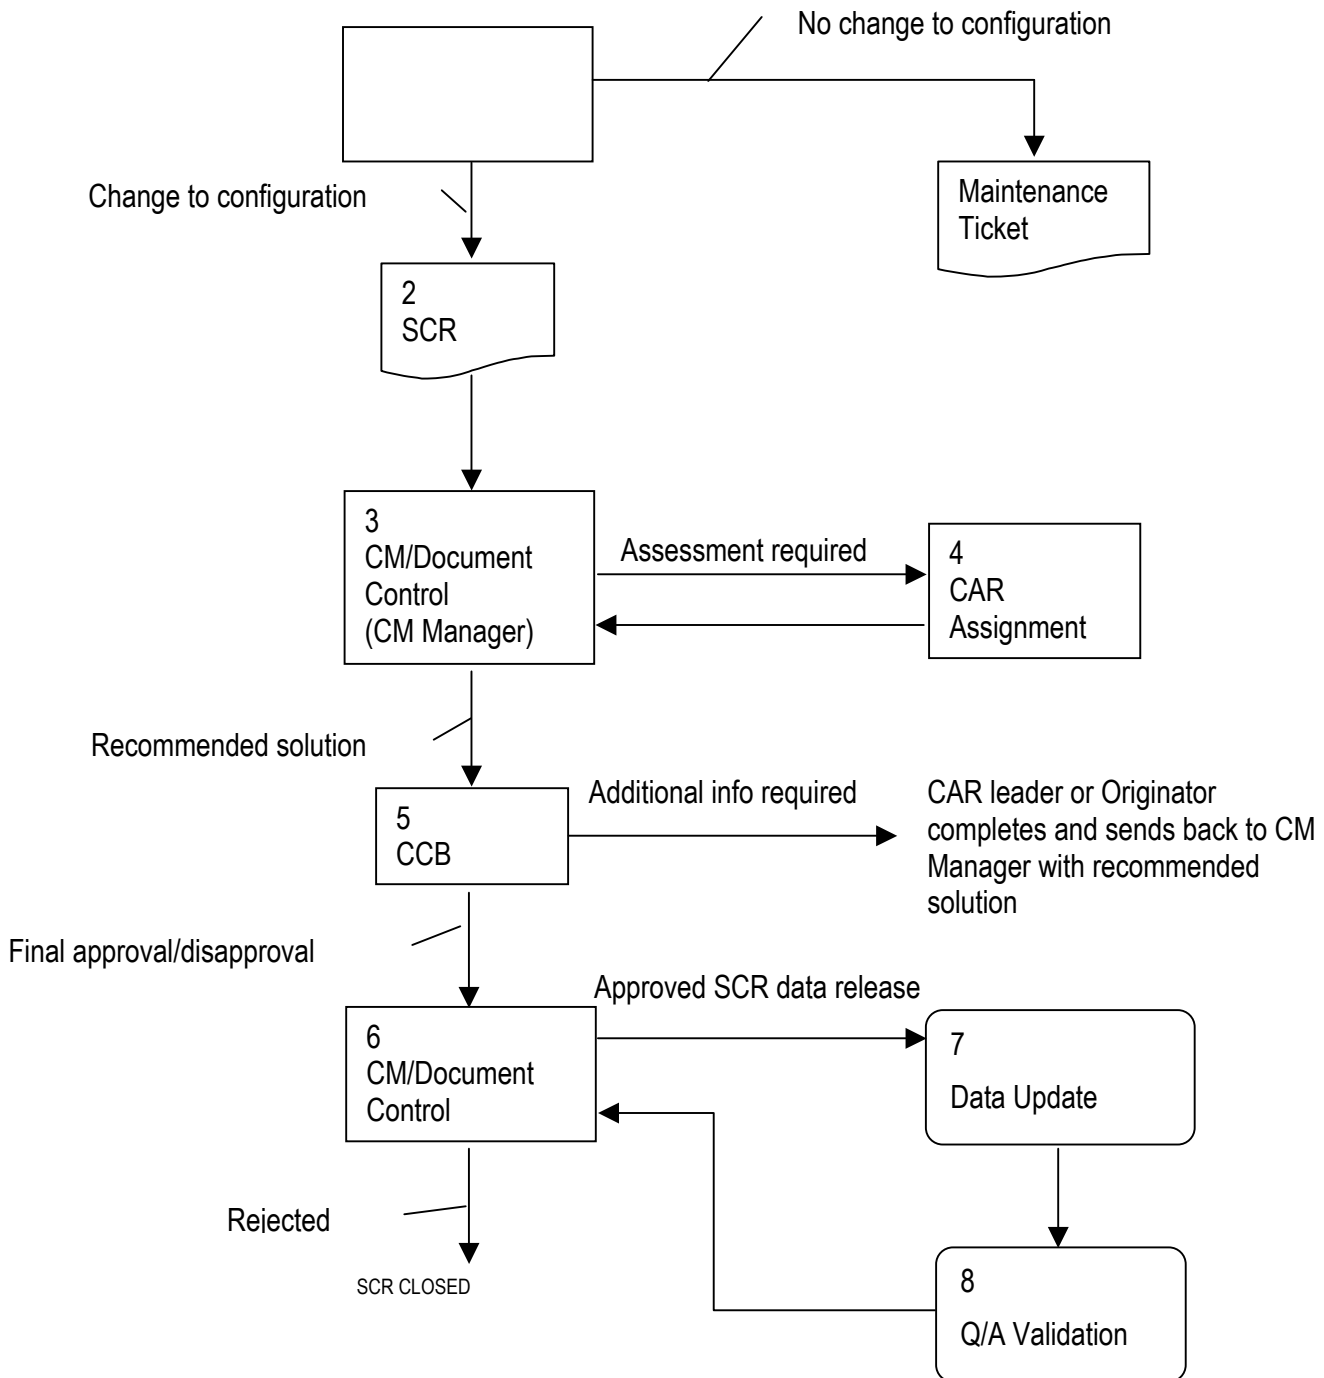 No change to configuration
Change to configuration
Maintenance
Ticket
2
SCR
3
CM/Document
Control
(CM Manager)
Assessment required
4
CAR
Assignment
Recommended solution
5
CCB
Additional info required
CAR leader or Originator
completes and sends back to CM
Manager with recommended
solution
Final approval/disapproval
Approved SCR data release
6
CM/Document
Control
7
Data Update
Rejected
SCR CLOSED
8
Q/A Validation